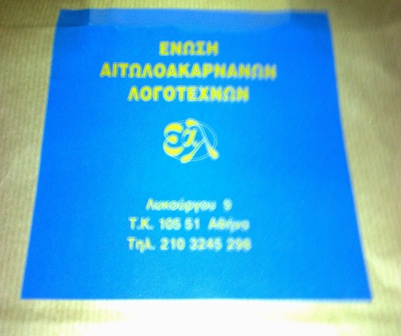 ΕΝΩΣΗ
ΑΙΤΩΛΟΑΚΑΡΝΑΝΩΝ
ΛΟΓΟΤΕΧΝΩΝ
Λυκούργου 9
Τ.Κ. 105 51 Αθήνα
Τηλ. 210 3245 296